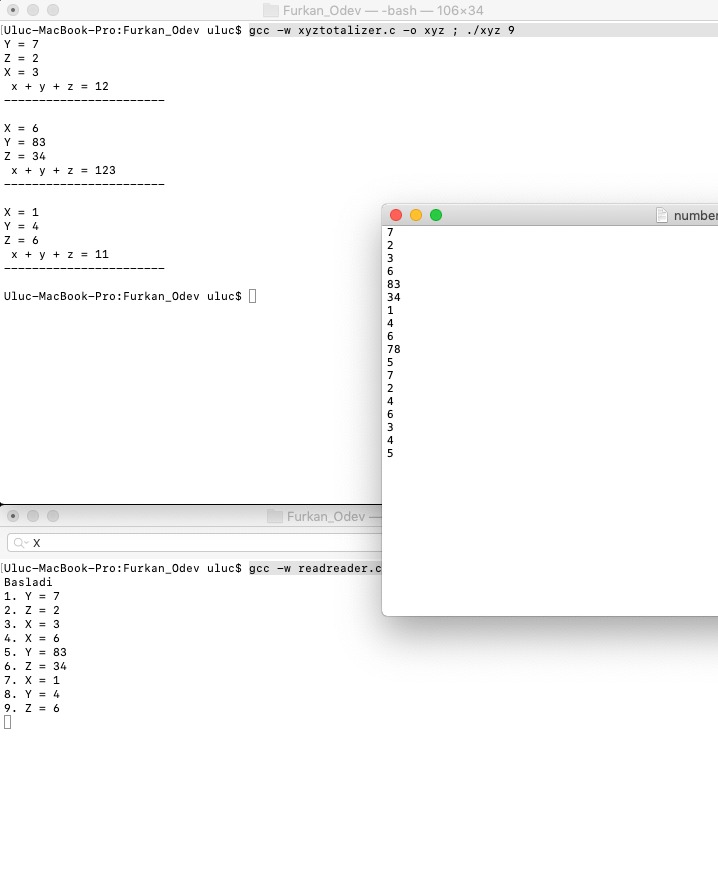 Furkan_Odev — -bash — 106×34
[Uluc-MacBook-Pro:Furkan_Odev uluc$ gcc -w xyztotalizer.c -o xyz ; ./xyz 9
Y = 7
Z = 2
X = 3
x + y + z = 12
-----------------------
X = 6
Y = 83
Z = 34
x + y + z = 123
-----------------------
X = 1
Y = 4
Z = 6
x + y + z = 11
-----------------------
Uluc-MacBook-Pro:Furkan_Odev uluc$
number
7
2
3
6
83
34
1
4
6
78
5
7
2
4
6
3
4
5
Furkan_Odev —
X
[Uluc-MacBook-Pro:Furkan_Odev uluc$ gcc -w readreader.c
Basladi
1. Y = 7
2. Z = 2
3. X = 3
4. X = 6
5. Y = 83
6. Z = 34
7. X = 1
8. Y = 4
9. Z = 6